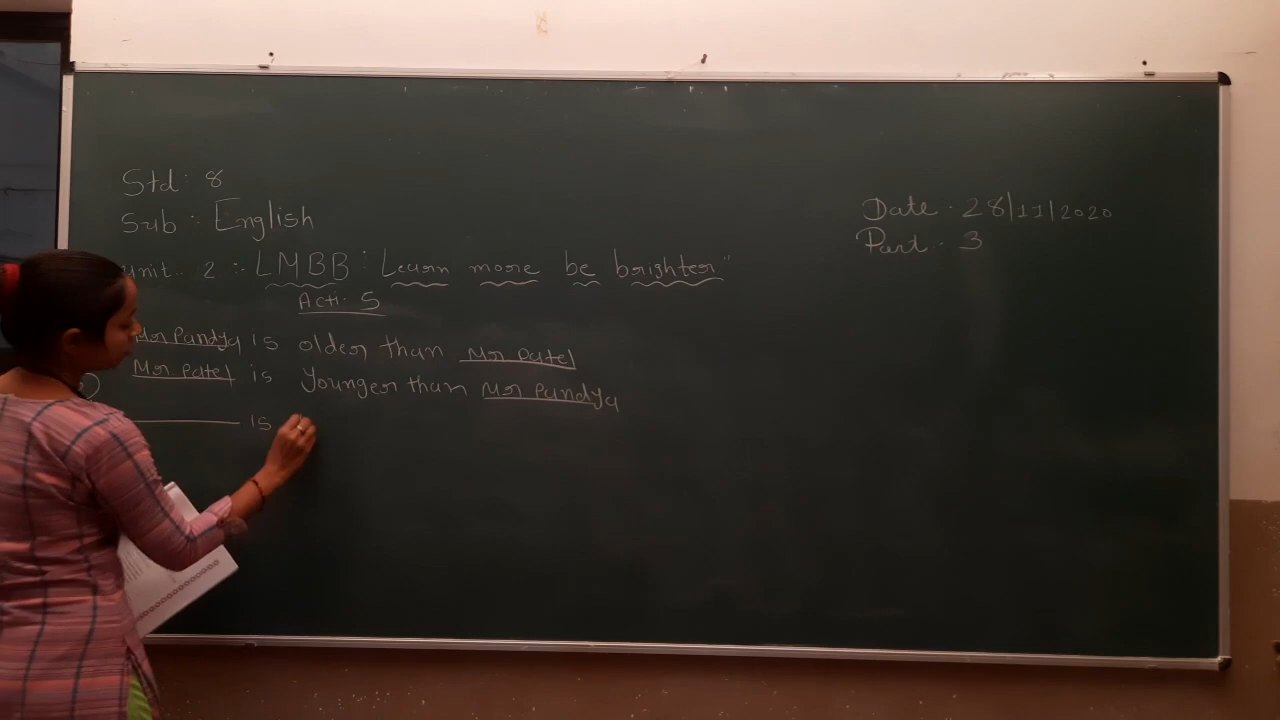 Std. 8
Sub :- English
Unit. 2 :- LMBB : Learn more be brighter"
Acti. 5
Mr Pandya is older than Mr Patel
Mr Patel is Younger than Mr Pandya
is
Date. 28/11/2020
Part. 3